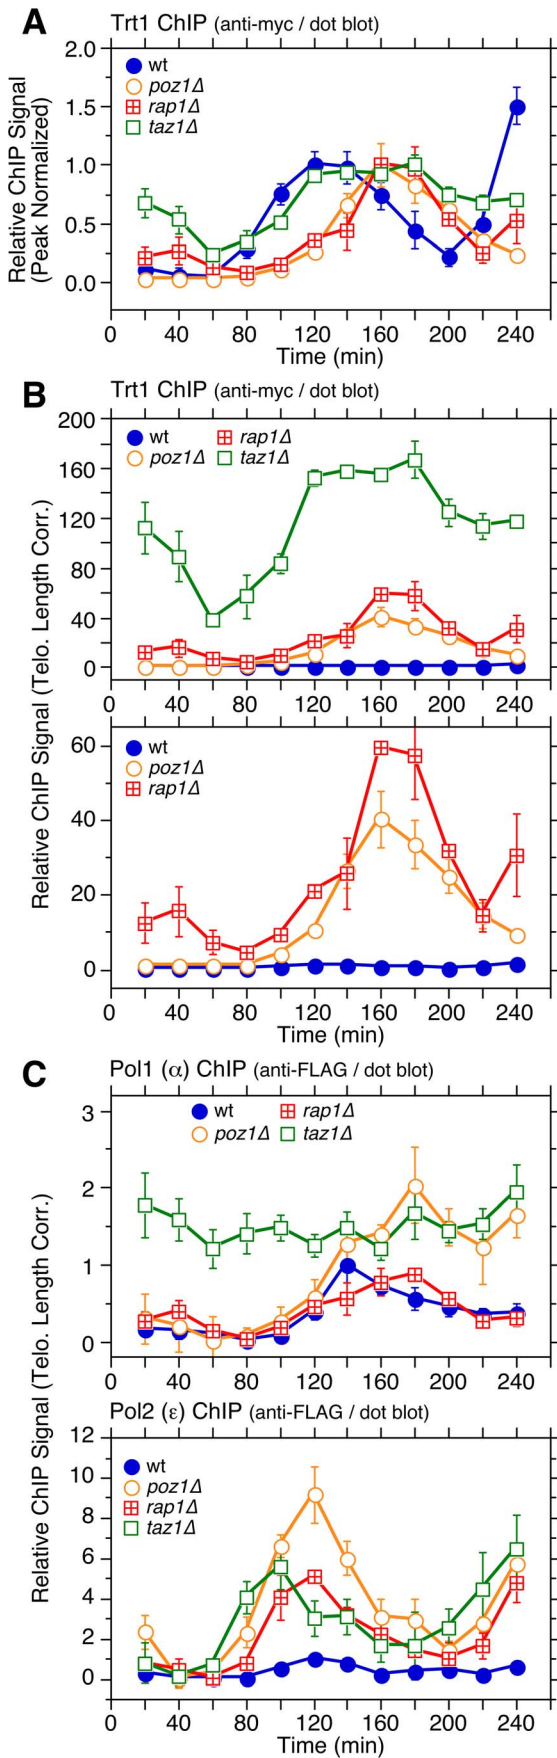 A Trt1 ChIP (anti-myc / dot blot)
Relative ChIP Signal
(Peak Normalized)
2.0
1.5
1.0
0.5
0.0
wt
poz1Δ
rap1Δ
taz1Δ
0 40 80 120 160 200 240
Time (min)
B Trt1 ChIP (anti-myc / dot blot)
Relative ChIP Signal (Telo. Length Corr.)
200
160
120
80
40
0
wt rap1Δ
poz1Δ taz1Δ
0 40 80 120 160 200 240
60
40
20
0
wt
poz1Δ
rap1Δ
0 40 80 120 160 200 240
Time (min)
C Pol1 (α) ChIP (anti-FLAG / dot blot)
Relative ChIP Signal (Telo. Length Corr.)
3
2
1
0
wt rap1Δ
poz1Δ taz1Δ
0 40 80 120 160 200 240
Pol2 (ε) ChIP (anti-FLAG / dot blot)
12
10
8
6
4
2
0
wt
poz1Δ
rap1Δ
taz1Δ
0 40 80 120 160 200 240
Time (min)